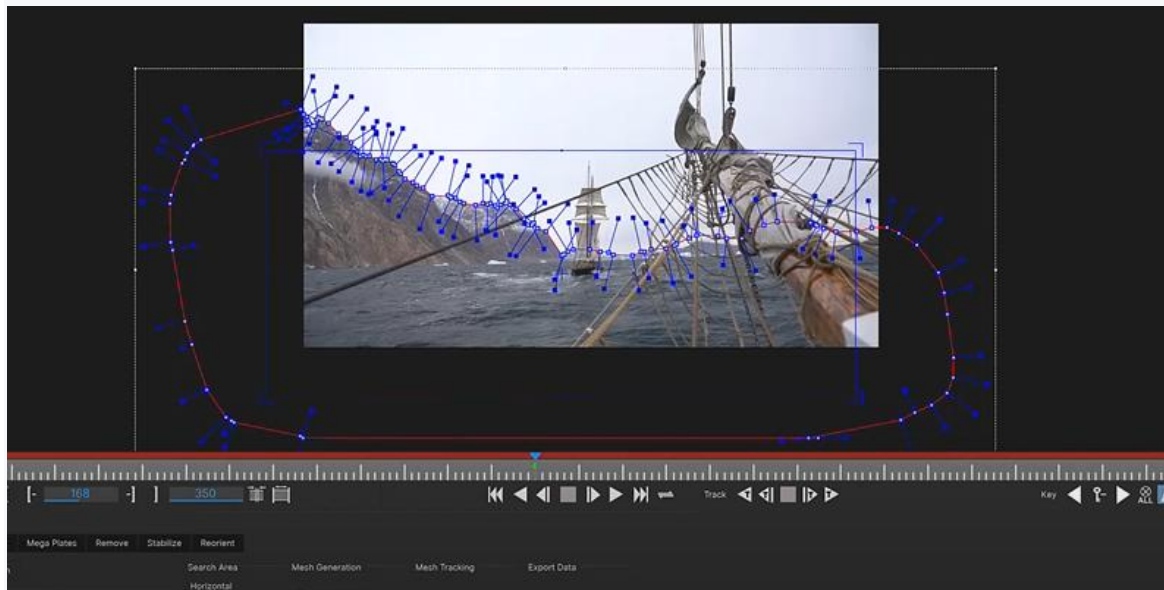 [- 168 -] ] 350 Track Key ALL
Mega Plates Remove Stabilize Reorient
Search Area Mesh Generation Mesh Tracking Export Data
Horizontal